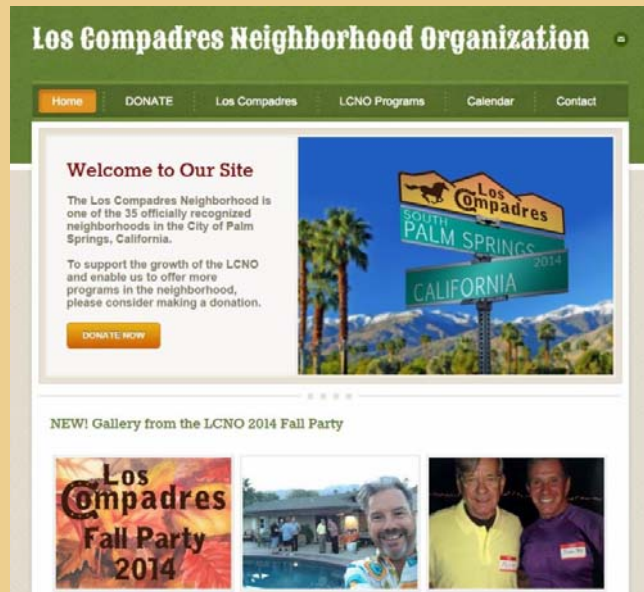 Los Compadres Neighborhood Organization
Home DONATE Los Compadres LCNO Programs Calendar Contact
Welcome to Our Site
The Los Compadres Neighborhood is
one of the 35 officially recognized
neighborhoods in the City of Palm
Springs, California.
To support the growth of the LCNO
and enable us to offer more
programs in the neighborhood,
please consider making a donation.
DONATE NOW
Los
Compadres
SOUTH
PALM SPRINGS
2014
CALIFORNIA
NEW! Gallery from the LCNO 2014 Fall Party
Los
Compadres
Fall Party
2014